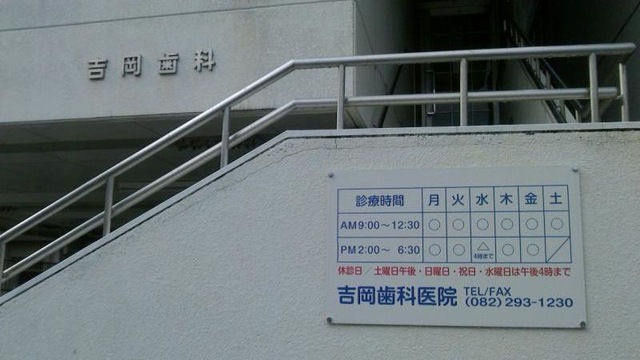 吉岡歯科
診療時間 月 火 水 木 金 土
AM9:00～12:30 ○ ○ ○ ○ ○ ○
PM2:00～ 6:30 ○ ○ △ ○ ○ ／
4時まで
休診日／土曜日午後・日曜日・祝日・水曜日は午後4時まで
吉岡歯科医院 TEL/FAX
(082)293-1230